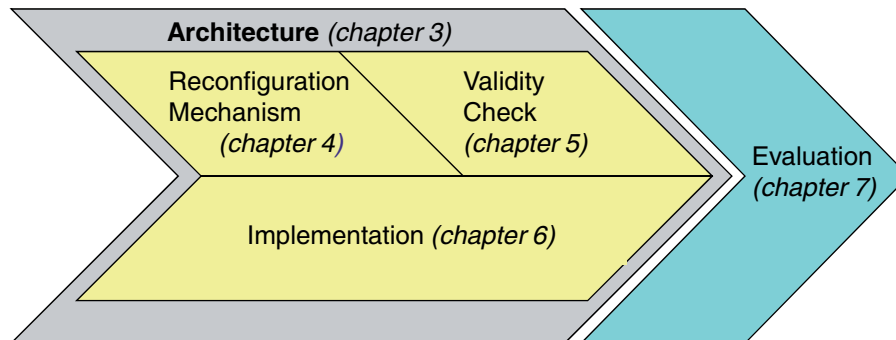 Architecture (chapter 3)
Reconfiguration
Mechanism
(chapter 4)
Validity
Check
(chapter 5)
Implementation (chapter 6)
Evaluation
(chapter 7)